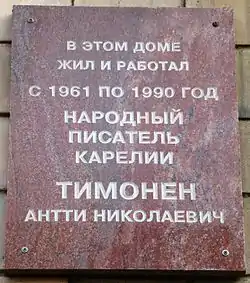 В ЭТОМ ДОМЕ
ЖИЛ И РАБОТАЛ
С 1961 ПО 1990 ГОД
НАРОДНЫЙ
ПИСАТЕЛЬ
КАРЕЛИИ
ТИМОНЕН
АНТТИ НИКОЛАЕВИЧ